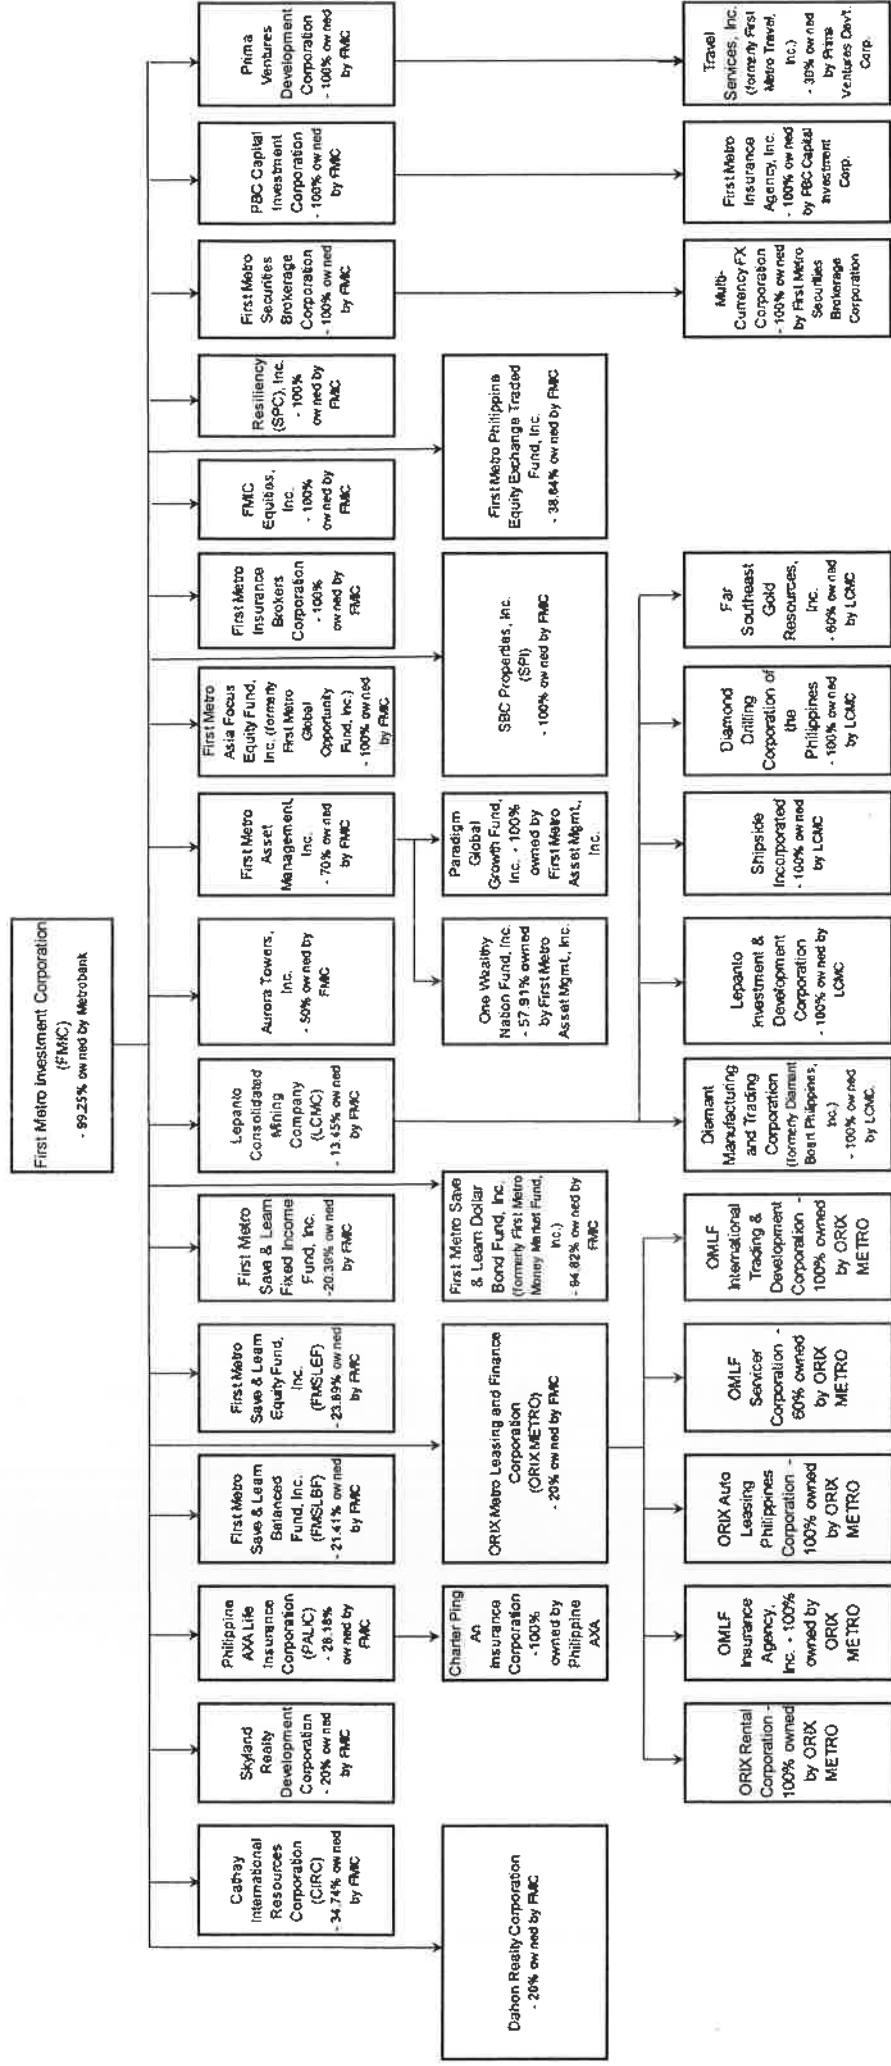 First Metro Investment Corporation
(FMIC)
- 99.25% owned by Metrobank
Cathay
International
Resources
Corporation
(CIRC)
- 34.74% owned
by FMIC
Skyland
Realty
Development
Corporation
- 20% owned
by FMIC
Philippine
AXA Life
Insurance
Corporation
(PALIC)
- 28.18%
owned by
FMIC
First Metro
Save & Learn
Balanced
Fund, Inc.
(FMSLBF)
- 21.41% owned
by FMIC
First Metro
Save & Learn
Equity Fund,
Inc.
(FMSLEF)
- 23.89% owned
by FMIC
First Metro
Save & Learn
Fixed Income
Fund, Inc.
-20.39% owned
by FMIC
Lepanto
Consolidated
Mining
Company
(LCMC)
- 13.45% owned
by FMIC
Aurora Towers,
Inc.
- 50% owned by
FMIC
First Metro
Asset
Management,
Inc.
- 70% owned
by FMIC
First Metro
Asia Focus
Equity Fund,
Inc. (formerly
First Metro
Global
Opportunity
Fund, Inc.)
- 100% owned
by FMIC
First Metro
Insurance
Brokers
Corporation
- 100%
owned by
FMIC
FMIC
Equities,
Inc.
- 100%
owned by
FMIC
Resiliency
(SPC), Inc.
- 100%
owned by
FMIC
First Metro
Securities
Brokerage
Corporation
- 100% owned
by FMIC
PBC Capital
Investment
Corporation
- 100% owned
by FMIC
Prima
Ventures
Development
Corporation
- 100% owned
by FMIC
Dahon Realty Corporation
- 20% owned by FMIC
Charter Ping
An
Insurance
Corporation
-100%
owned by
Philippine
AXA
ORIX Metro Leasing and Finance
Corporation
(ORIX METRO)
- 20% owned by FMIC
First Metro Save
& Learn Dollar
Bond Fund, Inc.
(formerly First Metro
Money Market Fund,
Inc.)
- 94.82% owned by
FMIC
One Wealthy
Nation Fund, Inc.
- 57.91% owned
by First Metro
Asset Mgmt., Inc.
Paradigm
Global
Growth Fund,
Inc. - 100%
owned by
First Metro
Asset Mgmt.,
Inc.
SBC Properties, Inc.
(SPI)
- 100% owned by FMIC
First Metro Philippine
Equity Exchange Traded
Fund, Inc.
- 38.64% owned by FMIC
ORIX Rental
Corporation -
100% owned
by ORIX
METRO
OMLF
Insurance
Agency,
Inc. - 100%
owned by
ORIX
METRO
ORIX Auto
Leasing
Philippines
Corporation -
100% owned
by ORIX
METRO
OMLF
Servicer
Corporation -
60% owned
by ORIX
METRO
OMLF
International
Trading &
Development
Corporation -
100% owned
by ORIX
METRO
Diamant
Manufacturing
and Trading
Corporation
(formerly Diamant
Boart Philippines,
Inc.)
- 100% owned
by LCMC.
Lepanto
Investment &
Development
Corporation
- 100% owned by
LCMC
Shipside
Incorporated
- 100% owned
by LCMC
Diamond
Drilling
Corporation of
the
Philippines
- 100% owned
by LCMC
Far
Southeast
Gold
Resources,
Inc.
- 60% owned
by LCMC
Multi-
Currency FX
Corporation
- 100% owned
by First Metro
Securities
Brokerage
Corporation
First Metro
Insurance
Agency, Inc.
- 100% owned
by PBC Capital
Investment
Corp.
Travel
Services, Inc.
(formerly First
Metro Travel,
Inc.)
- 30% owned
by Prima
Ventures Dev't.
Corp.